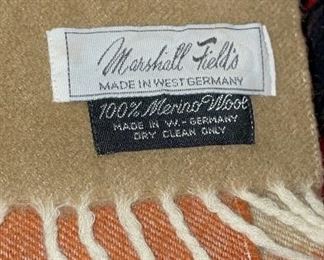 Marshall Field's
MADE IN WEST GERMANY
100% Merino Wool
MADE IN W.- GERMANY
DRY CLEAN ONLY